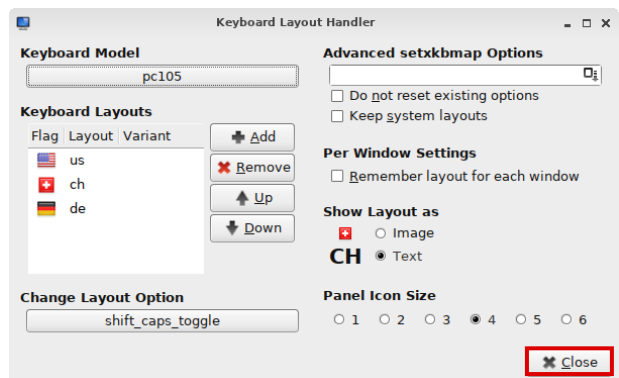 Keyboard Layout Handler
Keyboard Model
pc105
Keyboard Layouts
Flag Layout Variant
us
ch
de
Add
Remove
Up
Down
Change Layout Option
shift_caps_toggle
Advanced setxkbmap Options
Do not reset existing options
Keep system layouts
Per Window Settings
Remember layout for each window
Show Layout as
Image
CH Text
Panel Icon Size
1 2 3 4 5 6
Close